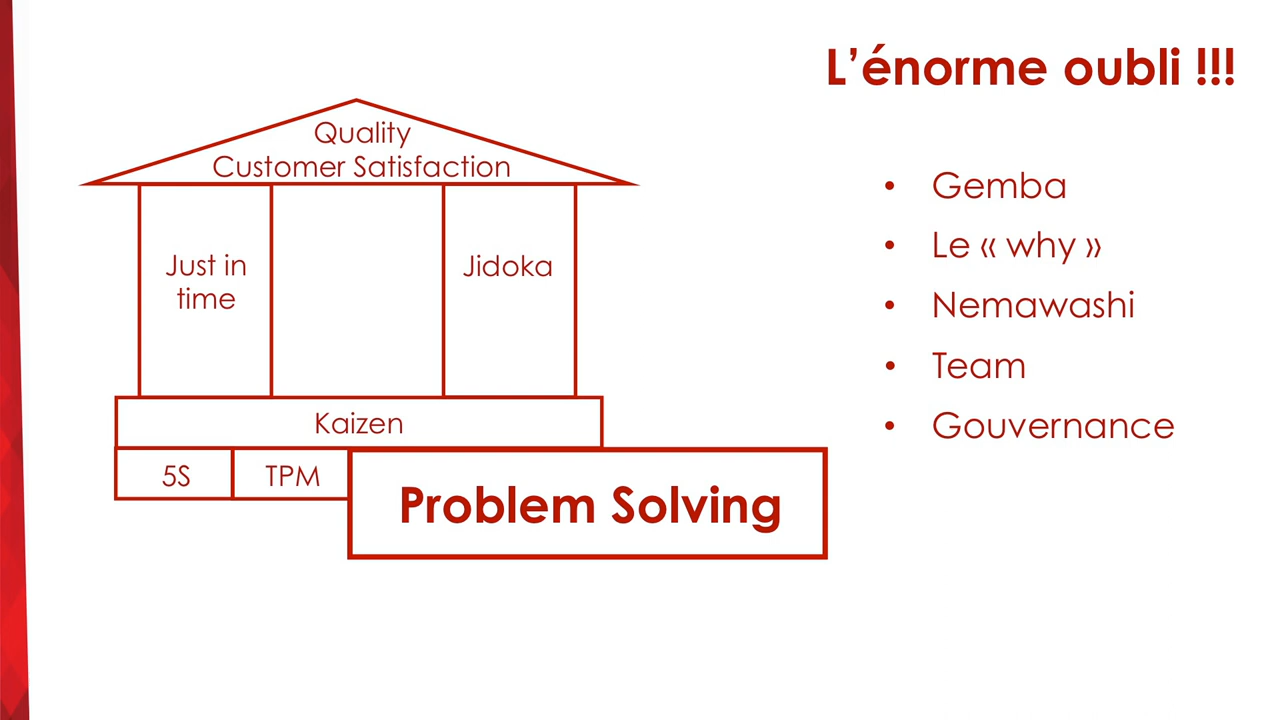 L’énorme oubli !!!
Quality
Customer Satisfaction
Just in
time
Jidoka
Kaizen
5S
TPM
Problem Solving
• Gemba
• Le « why »
• Nemawashi
• Team
• Gouvernance